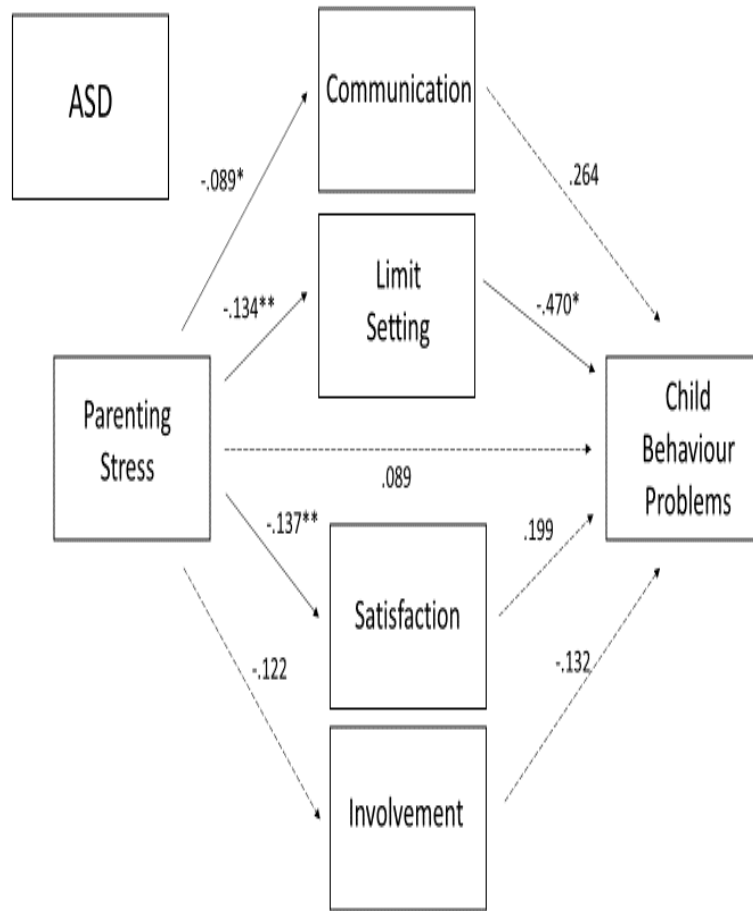 ASD
Communication
-.089*
.264
-.134**
Limit
Setting
-.470*
Parenting
Stress
.089
Child
Behaviour
Problems
-.137**
.199
Satisfaction
-.122
-.132
Involvement